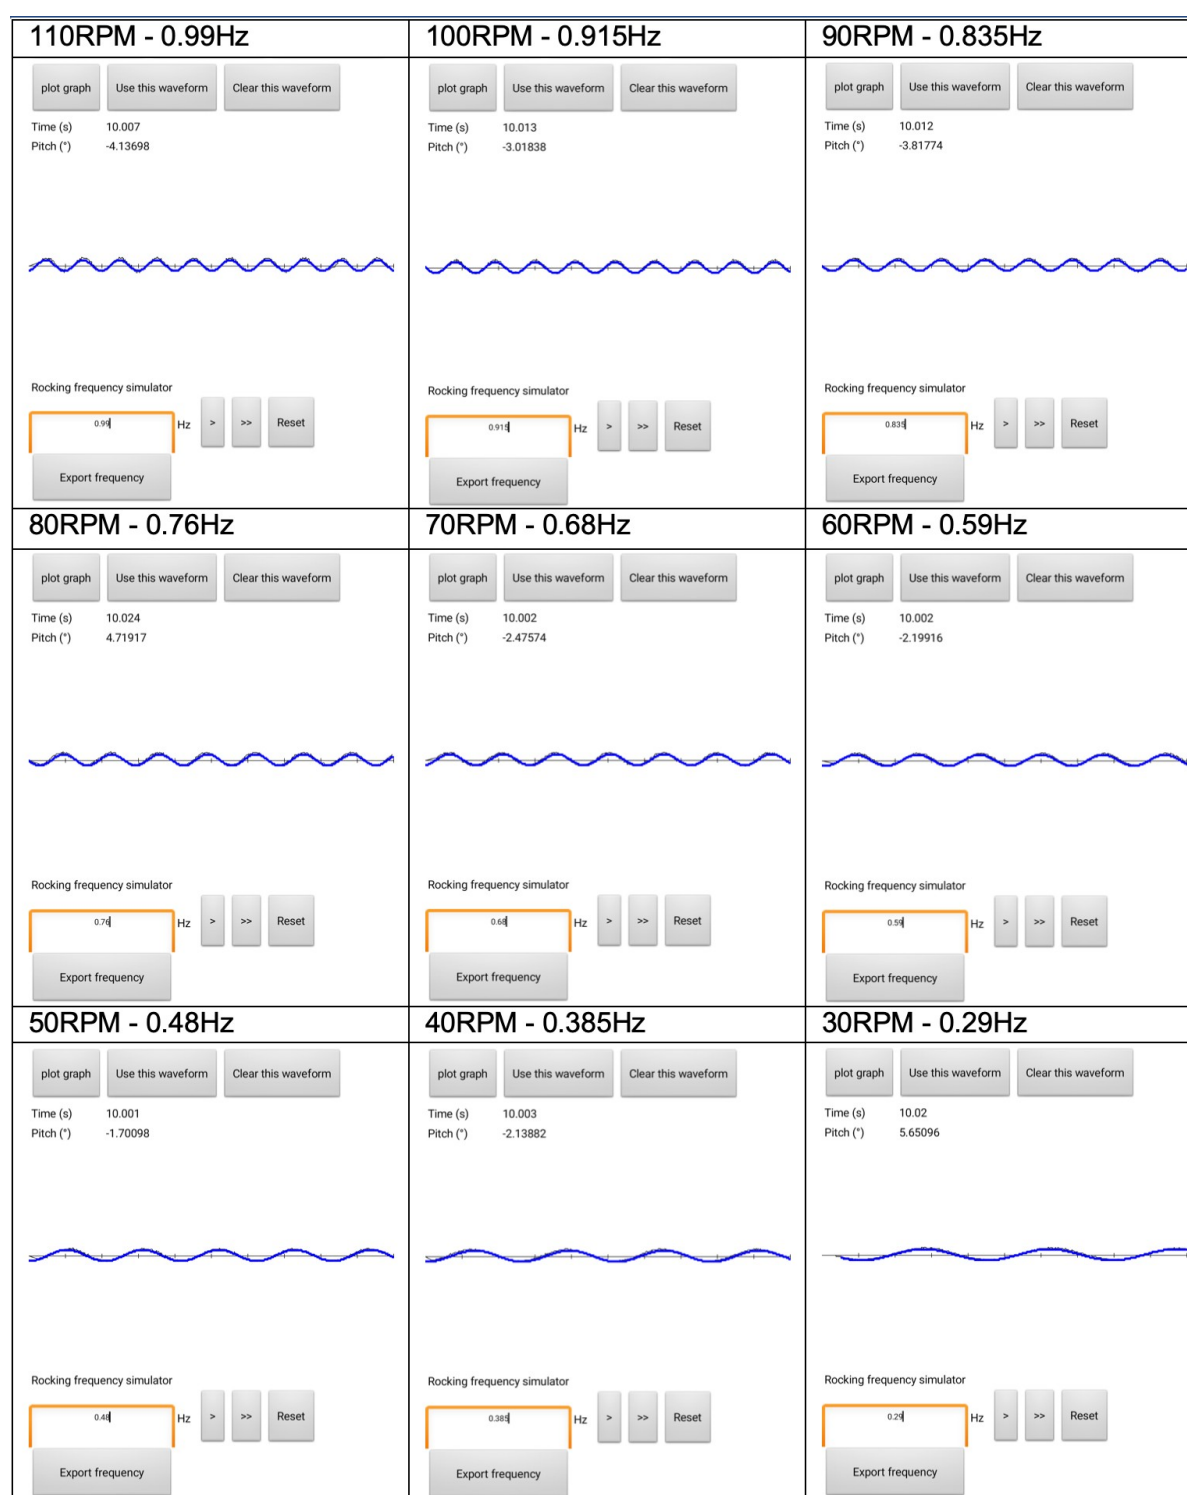 110RPM - 0.99Hz
100RPM - 0.915Hz
90RPM - 0.835Hz
plot graph Use this waveform Clear this waveform
Time (s) 10.007
Pitch (°) -4.13698
Rocking frequency simulator
0.99 Hz > >> Reset
Export frequency
plot graph Use this waveform Clear this waveform
Time (s) 10.013
Pitch (°) -3.01838
Rocking frequency simulator
0.915 Hz > >> Reset
Export frequency
plot graph Use this waveform Clear this waveform
Time (s) 10.012
Pitch (°) -3.81774
Rocking frequency simulator
0.835 Hz > >> Reset
Export frequency
80RPM - 0.76Hz
70RPM - 0.68Hz
60RPM - 0.59Hz
plot graph Use this waveform Clear this waveform
Time (s) 10.024
Pitch (°) 4.71917
Rocking frequency simulator
0.76 Hz > >> Reset
Export frequency
plot graph Use this waveform Clear this waveform
Time (s) 10.002
Pitch (°) -2.47574
Rocking frequency simulator
0.68 Hz > >> Reset
Export frequency
plot graph Use this waveform Clear this waveform
Time (s) 10.002
Pitch (°) -2.19916
Rocking frequency simulator
0.59 Hz > >> Reset
Export frequency
50RPM - 0.48Hz
40RPM - 0.385Hz
30RPM - 0.29Hz
plot graph Use this waveform Clear this waveform
Time (s) 10.001
Pitch (°) -1.70098
Rocking frequency simulator
0.48 Hz > >> Reset
Export frequency
plot graph Use this waveform Clear this waveform
Time (s) 10.003
Pitch (°) -2.13882
Rocking frequency simulator
0.385 Hz > >> Reset
Export frequency
plot graph Use this waveform Clear this waveform
Time (s) 10.02
Pitch (°) 5.65096
Rocking frequency simulator
0.29 Hz > >> Reset
Export frequency